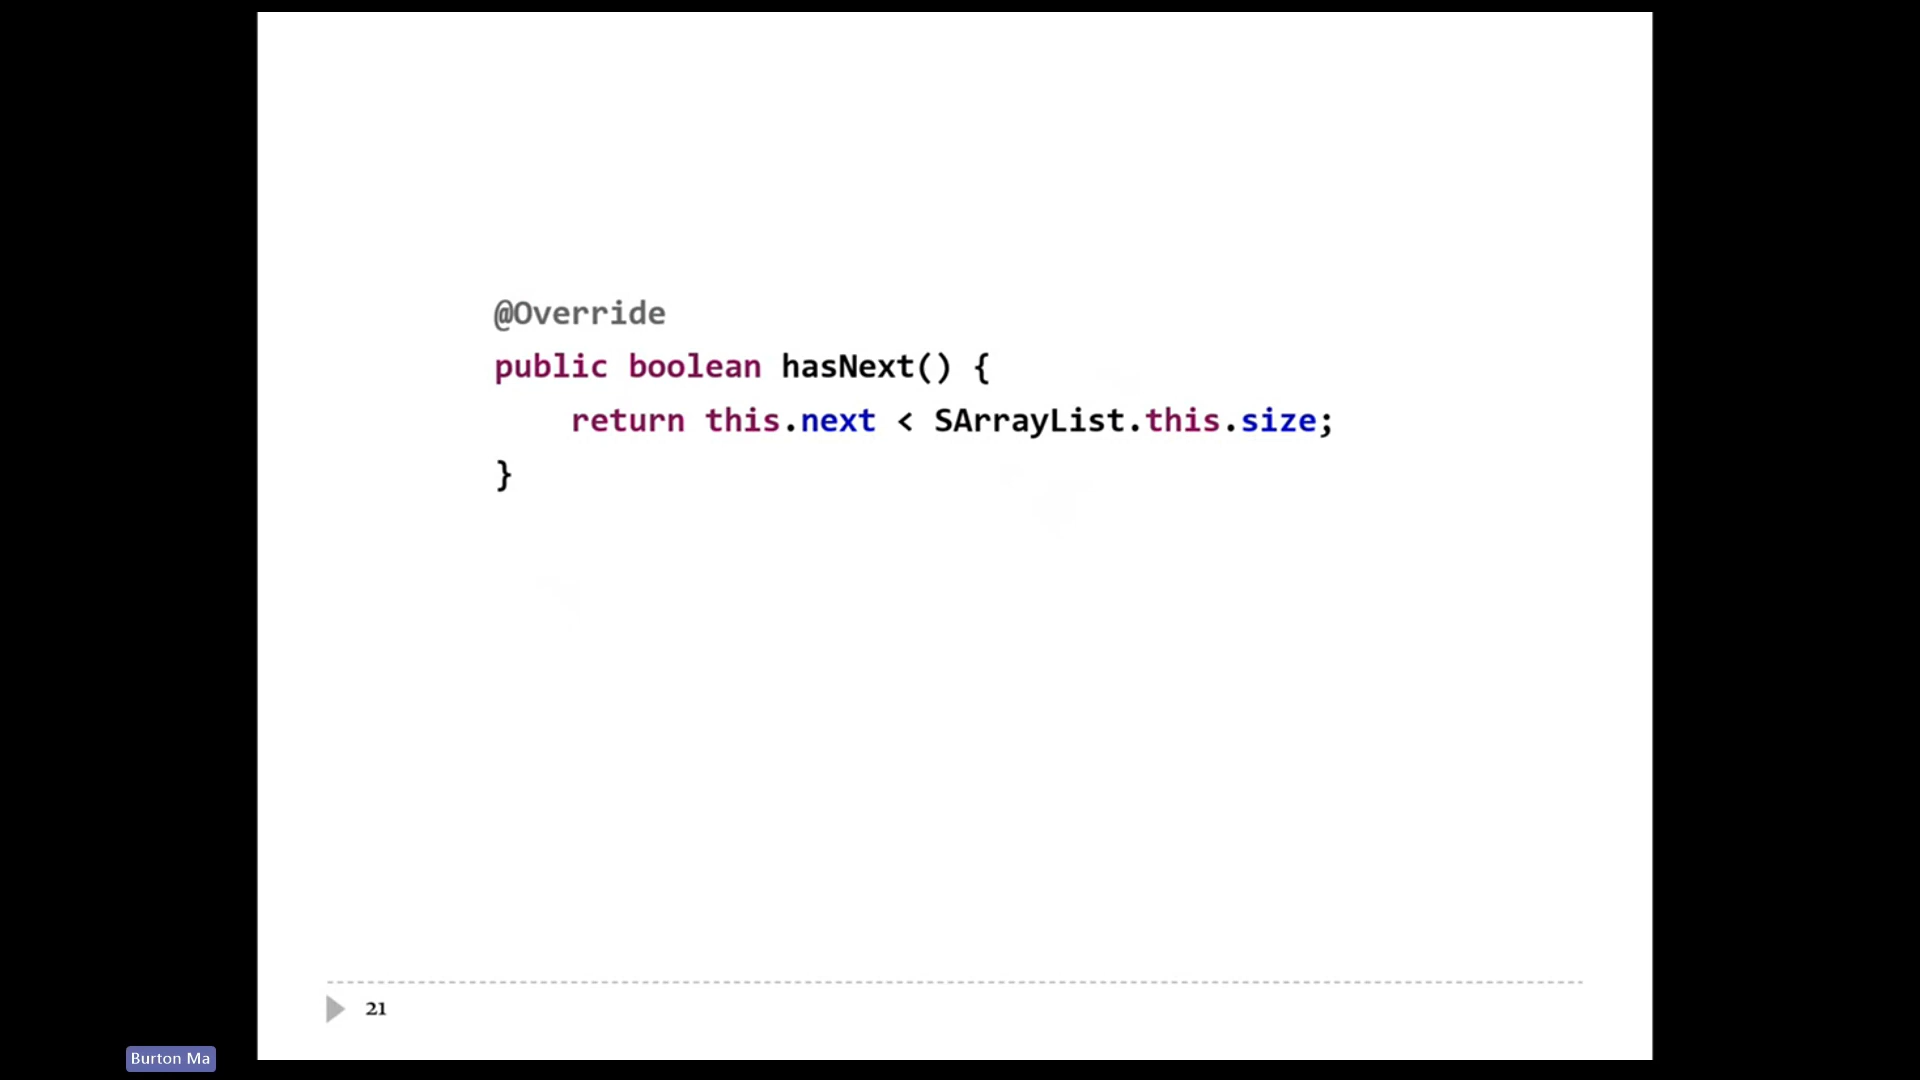 @Override
public boolean hasNext() {
    return this.next < SArrayList.this.size;
}
21
Burton Ma